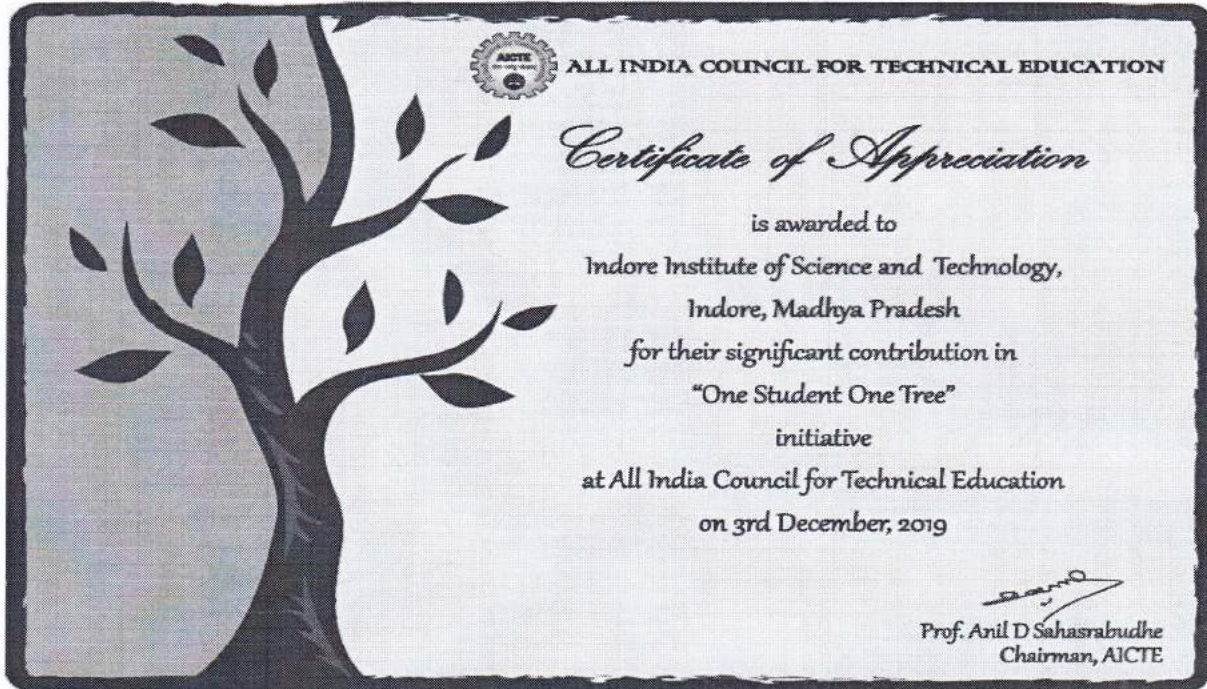 AICTE
ALL INDIA COUNCIL FOR TECHNICAL EDUCATION
Certificate of Appreciation
is awarded to
Indore Institute of Science and Technology,
Indore, Madhya Pradesh
for their significant contribution in
“One Student One Tree”
initiative
at All India Council for Technical Education
on 3rd December, 2019
Prof. Anil D Sahasrabudhe
Chairman, AICTE